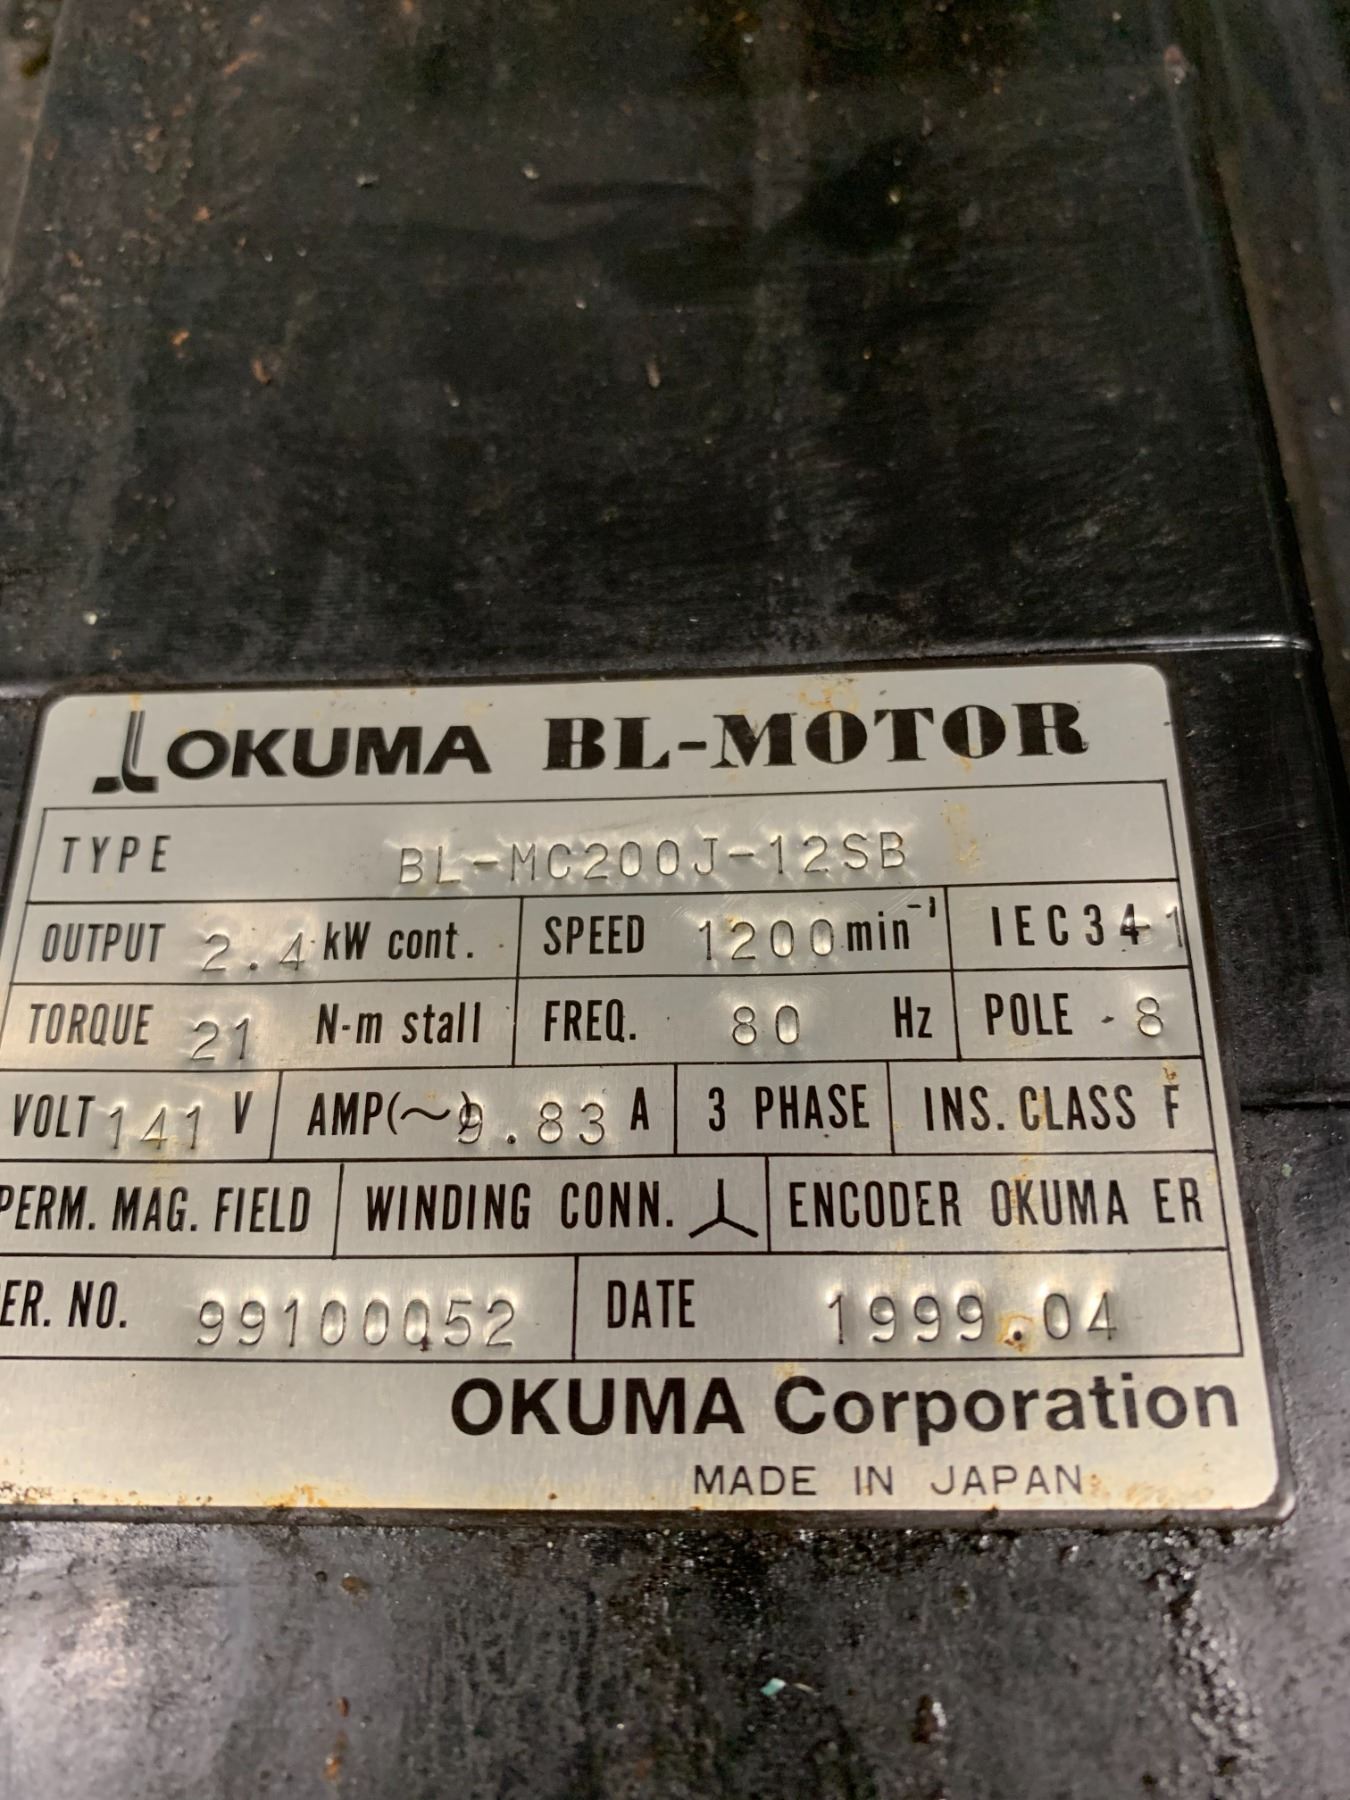 OKUMA BL-MOTOR
TYPE BL-MC200J-12SB
OUTPUT 2.4 kW cont. SPEED 1200 min⁻¹ IEC34-1
TORQUE 21 N-m stall FREQ. 80 Hz POLE 8
VOLT 141 V AMP(~) 9.83 A 3 PHASE INS. CLASS F
PERM. MAG. FIELD WINDING CONN. ENCODER OKUMA ER
ER. NO. 99100052 DATE 1999.04
OKUMA Corporation
MADE IN JAPAN